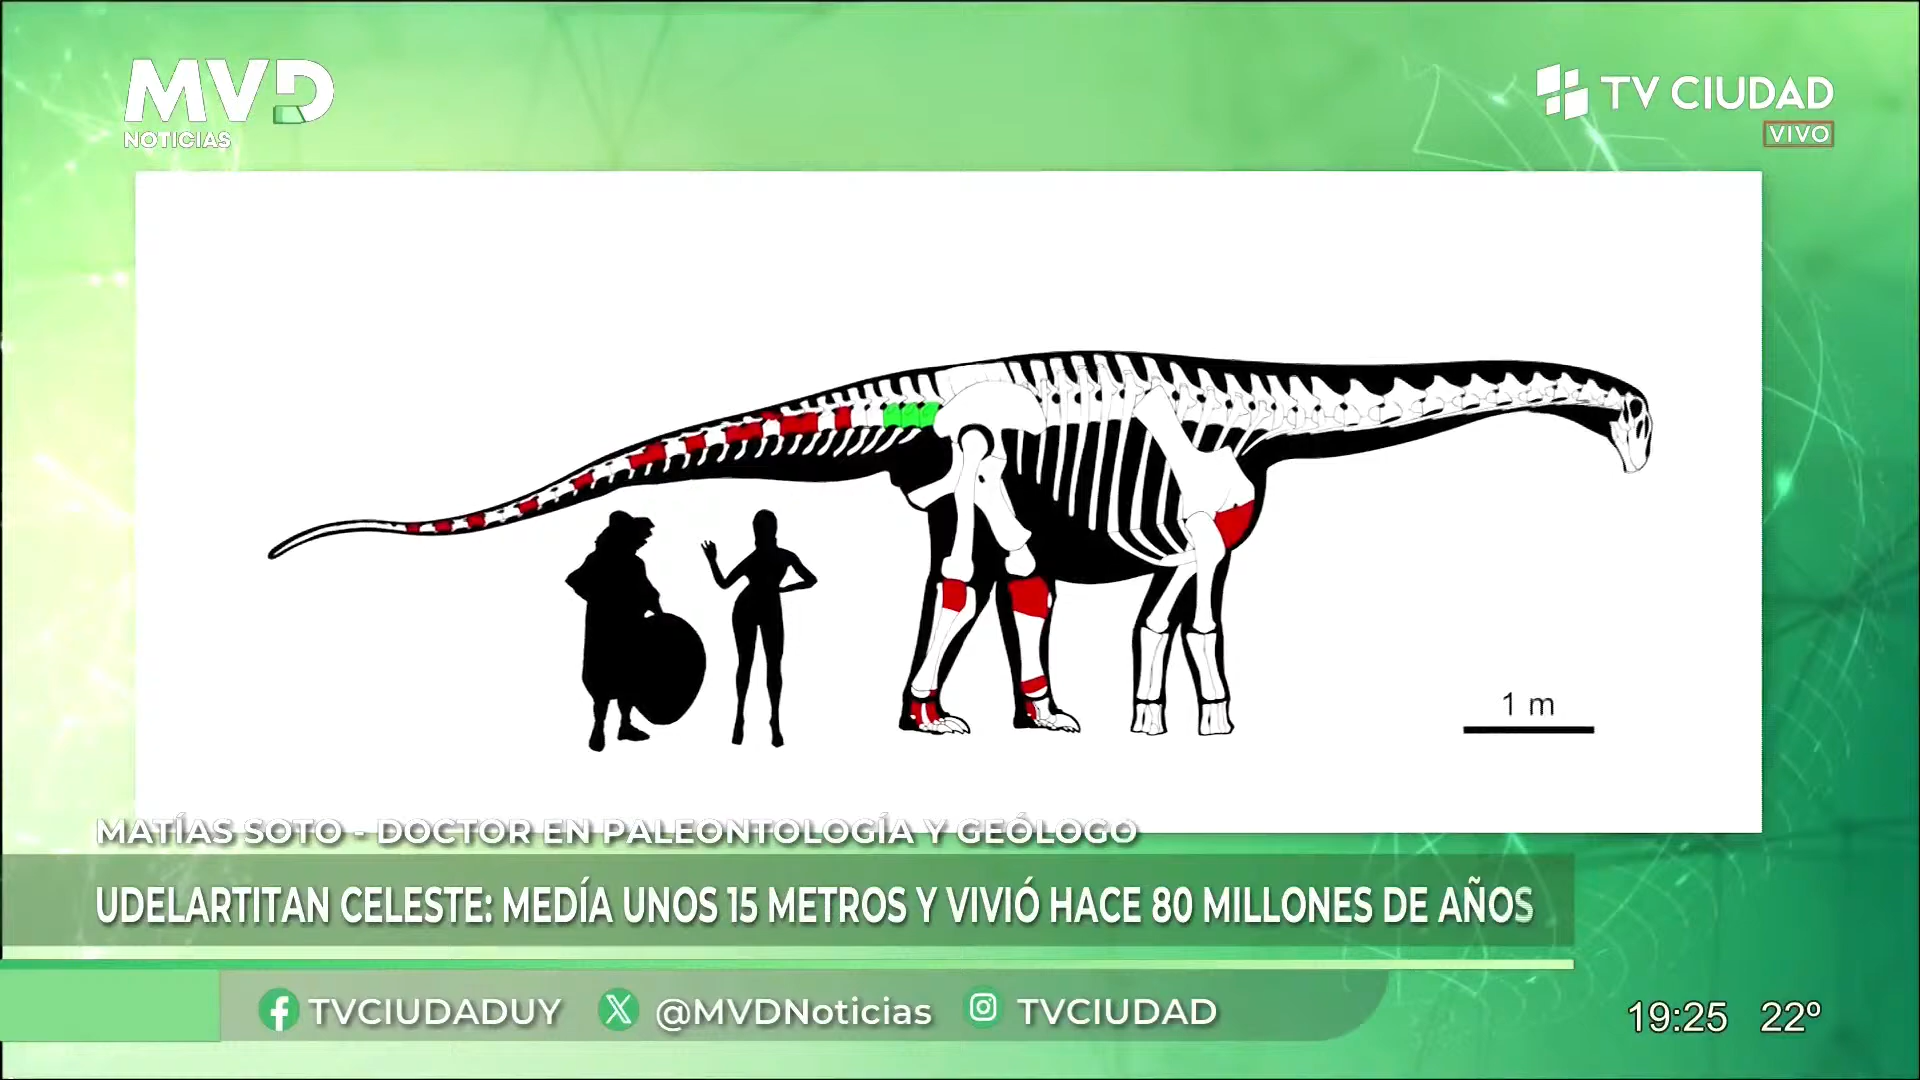 MVD
NOTICIAS
TV CIUDAD
VIVO
1 m
MATÍAS SOTO - DOCTOR EN PALEONTOLOGÍA Y GEÓLOGO
UDELARTITAN CELESTE: MEDÍA UNOS 15 METROS Y VIVIÓ HACE 80 MILLONES DE AÑOS
TVCIUDADUY @MVDNoticias TVCIUDAD
19:25 22º